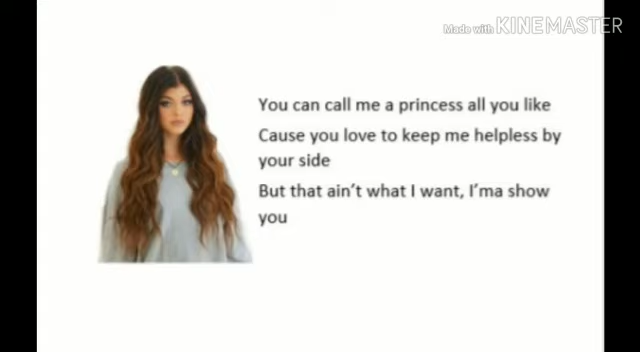 Made with KINEMASTER
You can call me a princess all you like
Cause you love to keep me helpless by
your side
But that ain't what I want, I'ma show
you